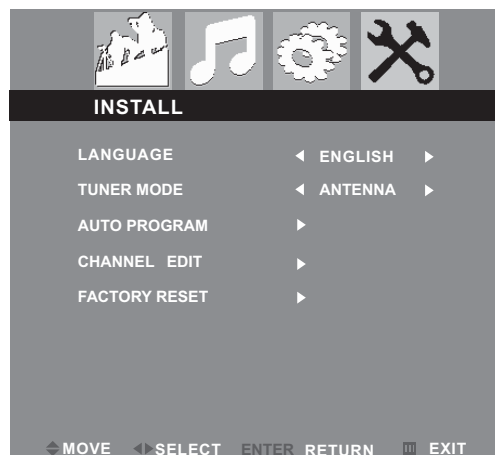 INSTALL
LANGUAGE ENGLISH
TUNER MODE ANTENNA
AUTO PROGRAM
CHANNEL EDIT
FACTORY RESET
MOVE SELECT ENTER RETURN EXIT